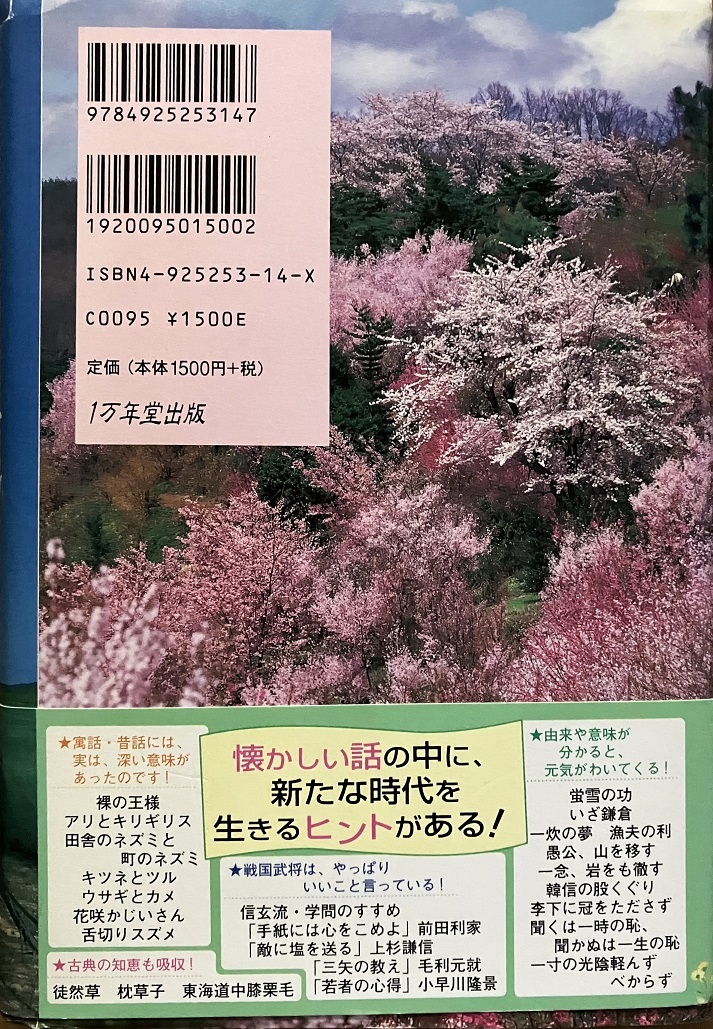 9784925253147
1920095015002
ISBN4-925253-14-X
C0095 ¥1500E
定価（本体1500円+税）
1万年堂出版
懐かしい話の中に、
新たな時代を
生きるヒントがある！
★寓話・昔話には、
実は、深い意味が
あったのです！
裸の王様
アリとキリギリス
田舎のネズミと
町のネズミ
キツネとツル
ウサギとカメ
花咲かじいさん
舌切りスズメ
★古典の知恵も吸収！
徒然草 枕草子 東海道中膝栗毛
★戦国武将は、やっぱり
いいこと言っている！
信玄流・学問のすすめ
「手紙には心をこめよ」前田利家
「敵に塩を送る」上杉謙信
「三矢の教え」毛利元就
「若者の心得」小早川隆景
★由来や意味が
分かると、
元気がわいてくる！
蛍雪の功
いざ鎌倉
一炊の夢 漁夫の利
愚公、山を移す
一念、岩をも徹す
韓信の股くぐり
李下に冠をたださず
聞くは一時の恥、
聞かぬは一生の恥
一寸の光陰軽んず
べからず